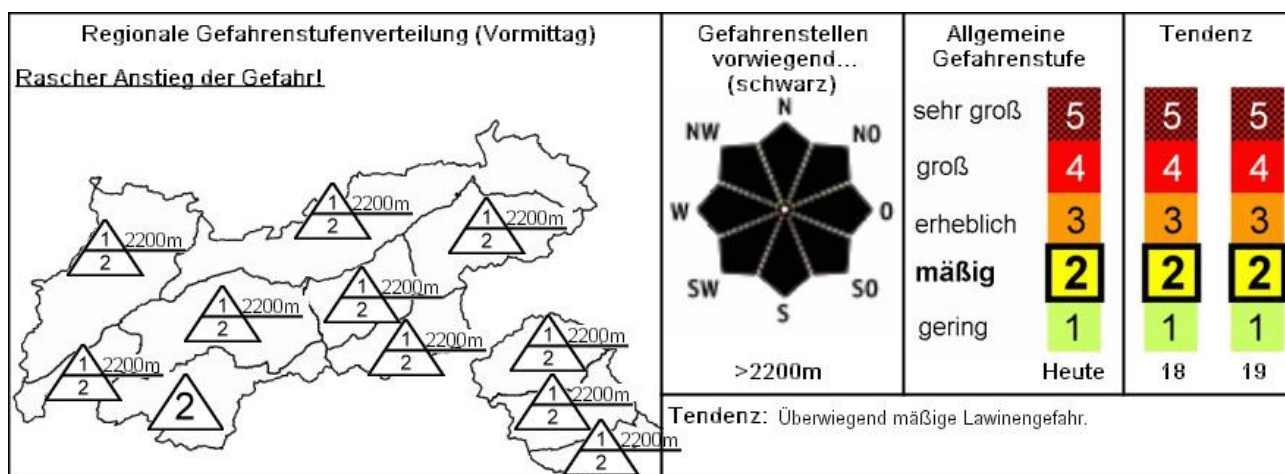 Regionale Gefahrenstufenverteilung (Vormittag)
Rascher Anstieg der Gefahr!
1 2200m
2
1 2200m
2
1 2200m
2
1 2200m
2
1 2200m
2
1 2200m
2
1 2200m
2
1 2200m
2
2
1 2200m
2
1 2200m
2
Gefahrenstellen
vorwiegend...
(schwarz)
N
NW NO
W O
SW SO
S
>2200m
Allgemeine
Gefahrenstufe
sehr groß 5
groß 4
erheblich 3
mäßig 2
gering 1
Heute
Tendenz
5 5
4 4
3 3
2 2
1 1
18 19
Tendenz: Überwiegend mäßige Lawinengefahr.